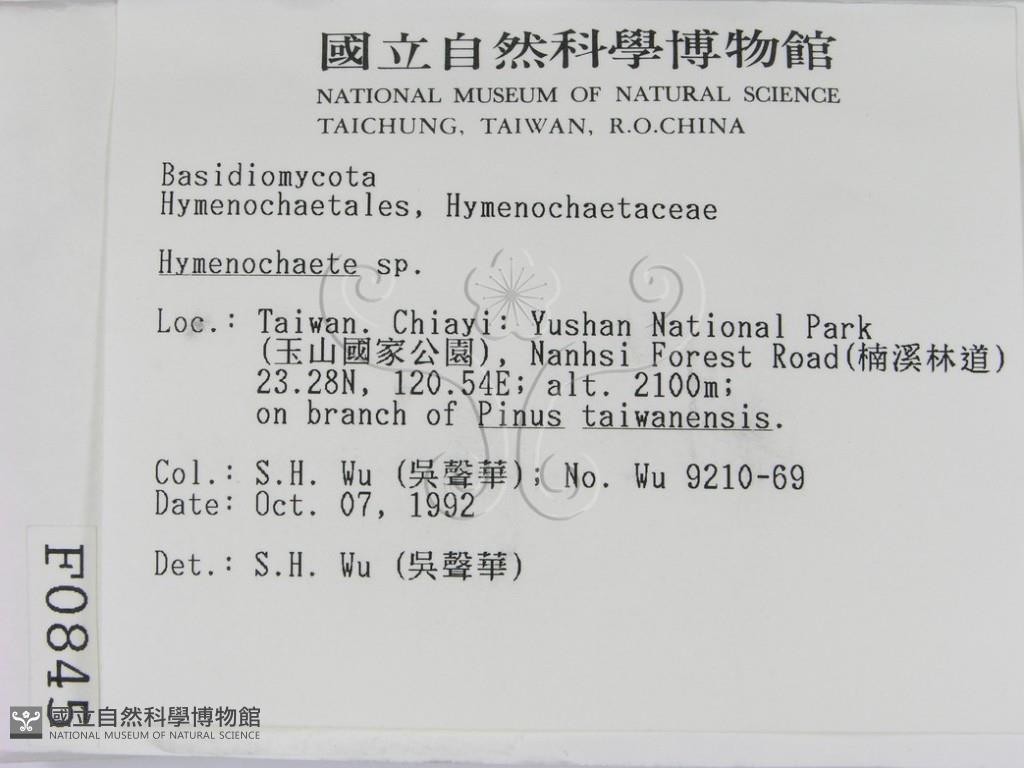 國立自然科學博物館
NATIONAL MUSEUM OF NATURAL SCIENCE
TAICHUNG, TAIWAN, R.O.CHINA
Basidiomycota
Hymenochaetales, Hymenochaetaceae
Hymenochaete sp.
Loc.: Taiwan. Chiayi: Yushan National Park
(玉山國家公園), Nanhsi Forest Road(楠溪林道)
23.28N, 120.54E; alt. 2100m;
on branch of Pinus taiwanensis.
Col.: S.H. Wu (吳聲華); No. Wu 9210-69
Date: Oct. 07, 1992
Det.: S.H. Wu (吳聲華)
F0845
國立自然科學博物館
NATIONAL MUSEUM OF NATURAL SCIENCE